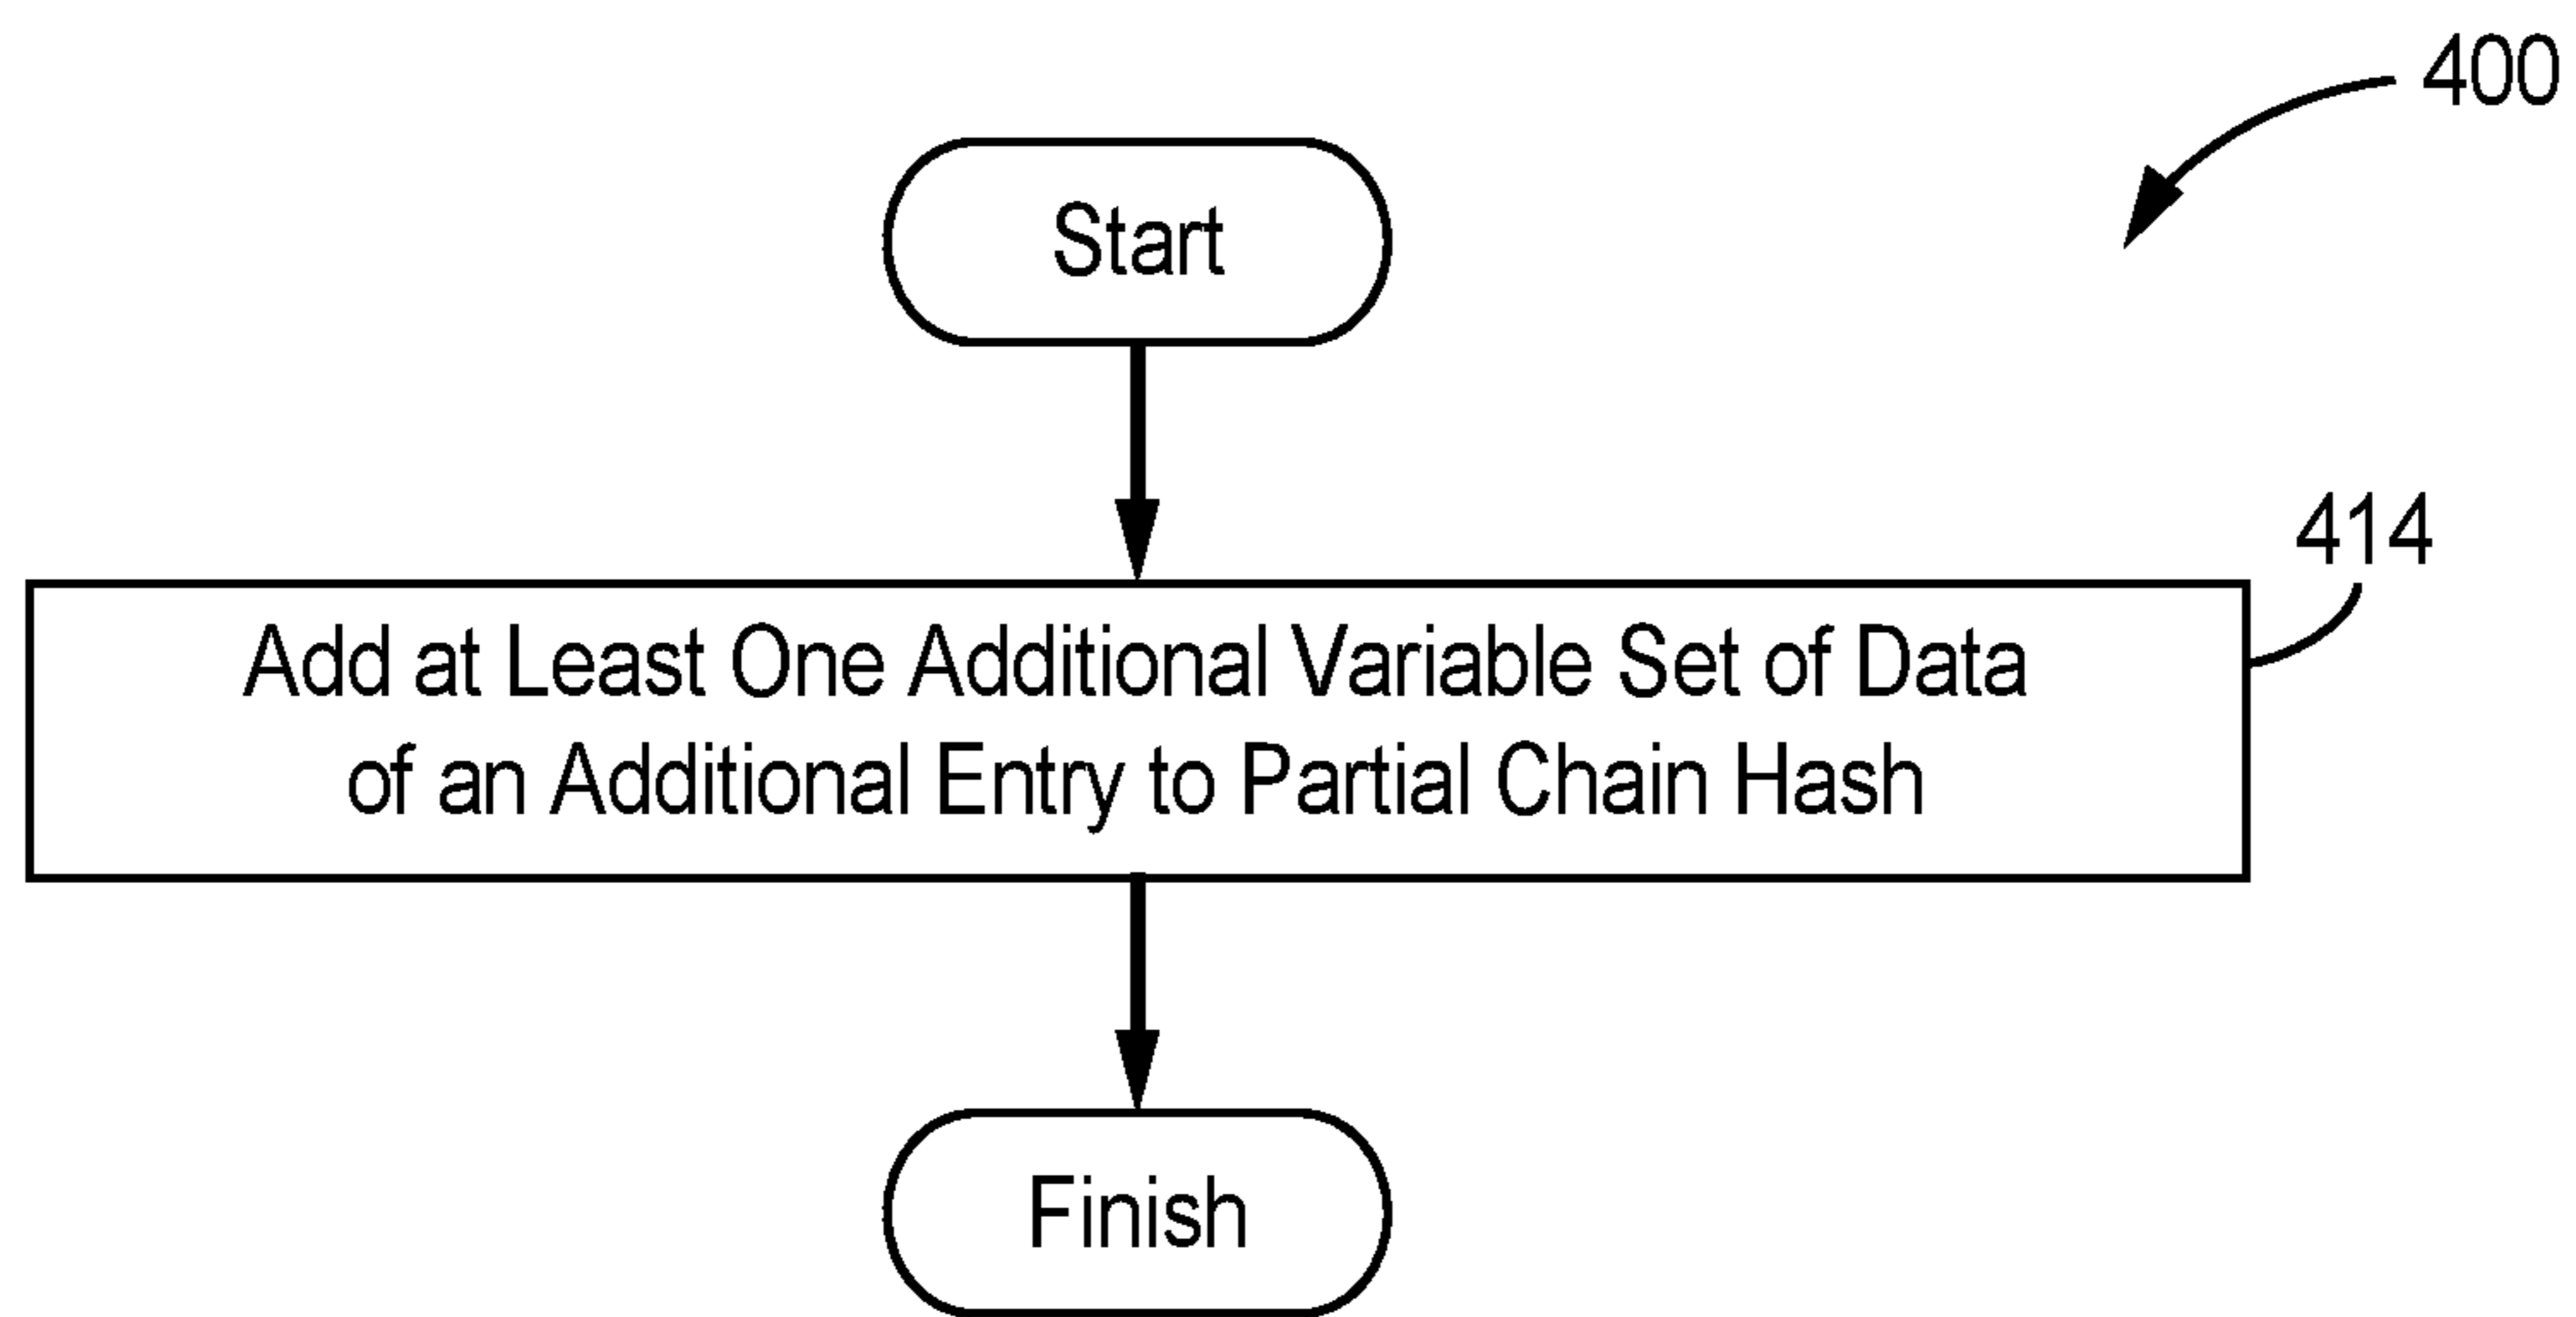 400
Start
414
Add at Least One Additional Variable Set of Data
of an Additional Entry to Partial Chain Hash
Finish